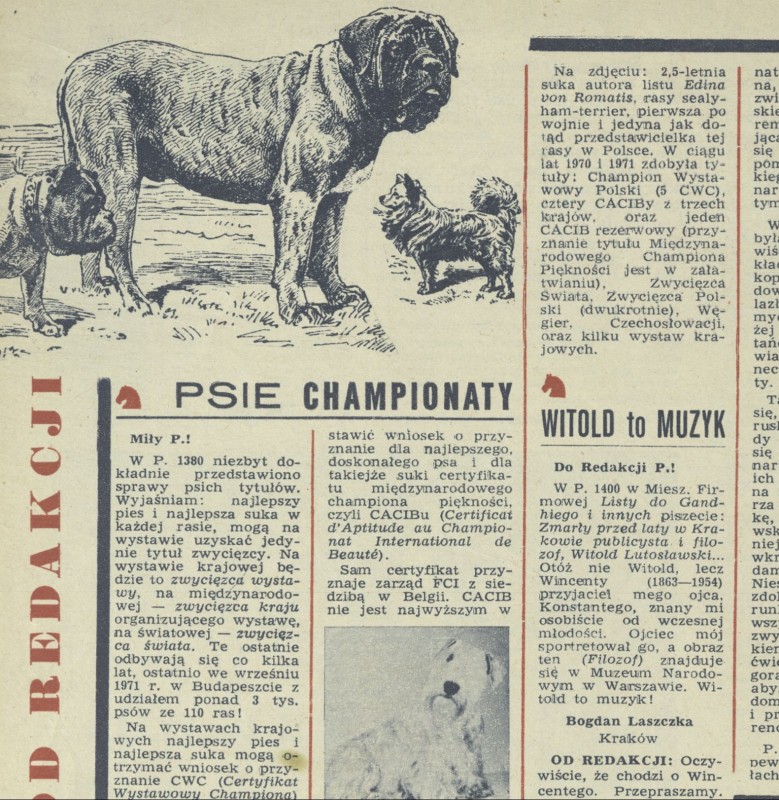 OD REDAKCJI
PSIE CHAMPIONATY
Miły P.!
W P. 1380 niezbyt do-
kładnie przedstawiono
sprawy psich tytułów.
Wyjaśniam: najlepszy
pies i najlepsza suka w
każdej rasie, mogą na
wystawie uzyskać jedy-
nie tytuł zwycięzcy. Na
wystawie krajowej bę-
dzie to zwycięzca wysta-
wy, na międzynarodo-
wej — zwycięzca kraju
organizującego wystawę,
na światowej — zwycięz-
ca świata. Te ostatnie
odbywają się co kilka
lat, ostatnio we wrześniu
1971 r. w Budapeszcie z
udziałem ponad 3 tys.
psów ze 110 ras!
Na wystawach krajo-
wych najlepszy pies i
najlepsza suka mogą o-
trzymać wniosek o przy-
znanie CWC (Certyfikat
Wystawowy Championa)
stawić wniosek o przy-
znanie dla najlepszego,
doskonałego psa i dla
takiejże suki certyfika-
tu międzynarodowego
championa piękności,
czyli CACIBu (Certificat
d'Aptitude au Champio-
nat International de
Beauté).
Sam certyfikat przy-
znaje zarząd FCI z sie-
dzibą w Belgii. CACIB
nie jest najwyższym w
Na zdjęciu: 2,5-letnia
suka autora listu Edina
von Romatis, rasy sealy-
ham-terrier, pierwsza po
wojnie i jedyna jak do-
tąd przedstawicielka tej
rasy w Polsce. W ciągu
lat 1970 i 1971 zdobyła ty-
tuły: Champion Wysta-
wowy Polski (5 CWC),
cztery CACIBy z trzech
krajów, oraz jeden
CACIB rezerwowy (przy-
znanie tytułu Międzyna-
rodowego Championa
Piękności jest w zała-
twianiu), Zwycięzca
Świata, Zwycięzca Pol-
ski (dwukrotnie), Wę-
gier, Czechosłowacji,
oraz kilku wystaw kra-
jowych.
WITOLD to MUZYK
Do Redakcji P.!
W P. 1400 w Miesz. Fir-
mowej Listy do Gand-
hiego i innych piszecie:
Zmarły przed laty w Kra-
kowie publicysta i filo-
zof, Witold Lutosławski...
Otóż nie Witold, lecz
Wincenty (1863—1954)
przyjaciel mego ojca,
Konstantego, znany mi
osobiście od wczesnej
młodości. Ojciec mój
sportretował go, a obraz
ten (Filozof) znajduje
się w Muzeum Narodo-
wym w Warszawie. Wi-
told to muzyk!
Bogdan Laszczka
Kraków
OD REDAKCJI: Oczy-
wiście, że chodzi o Win-
centego. Przepraszamy.